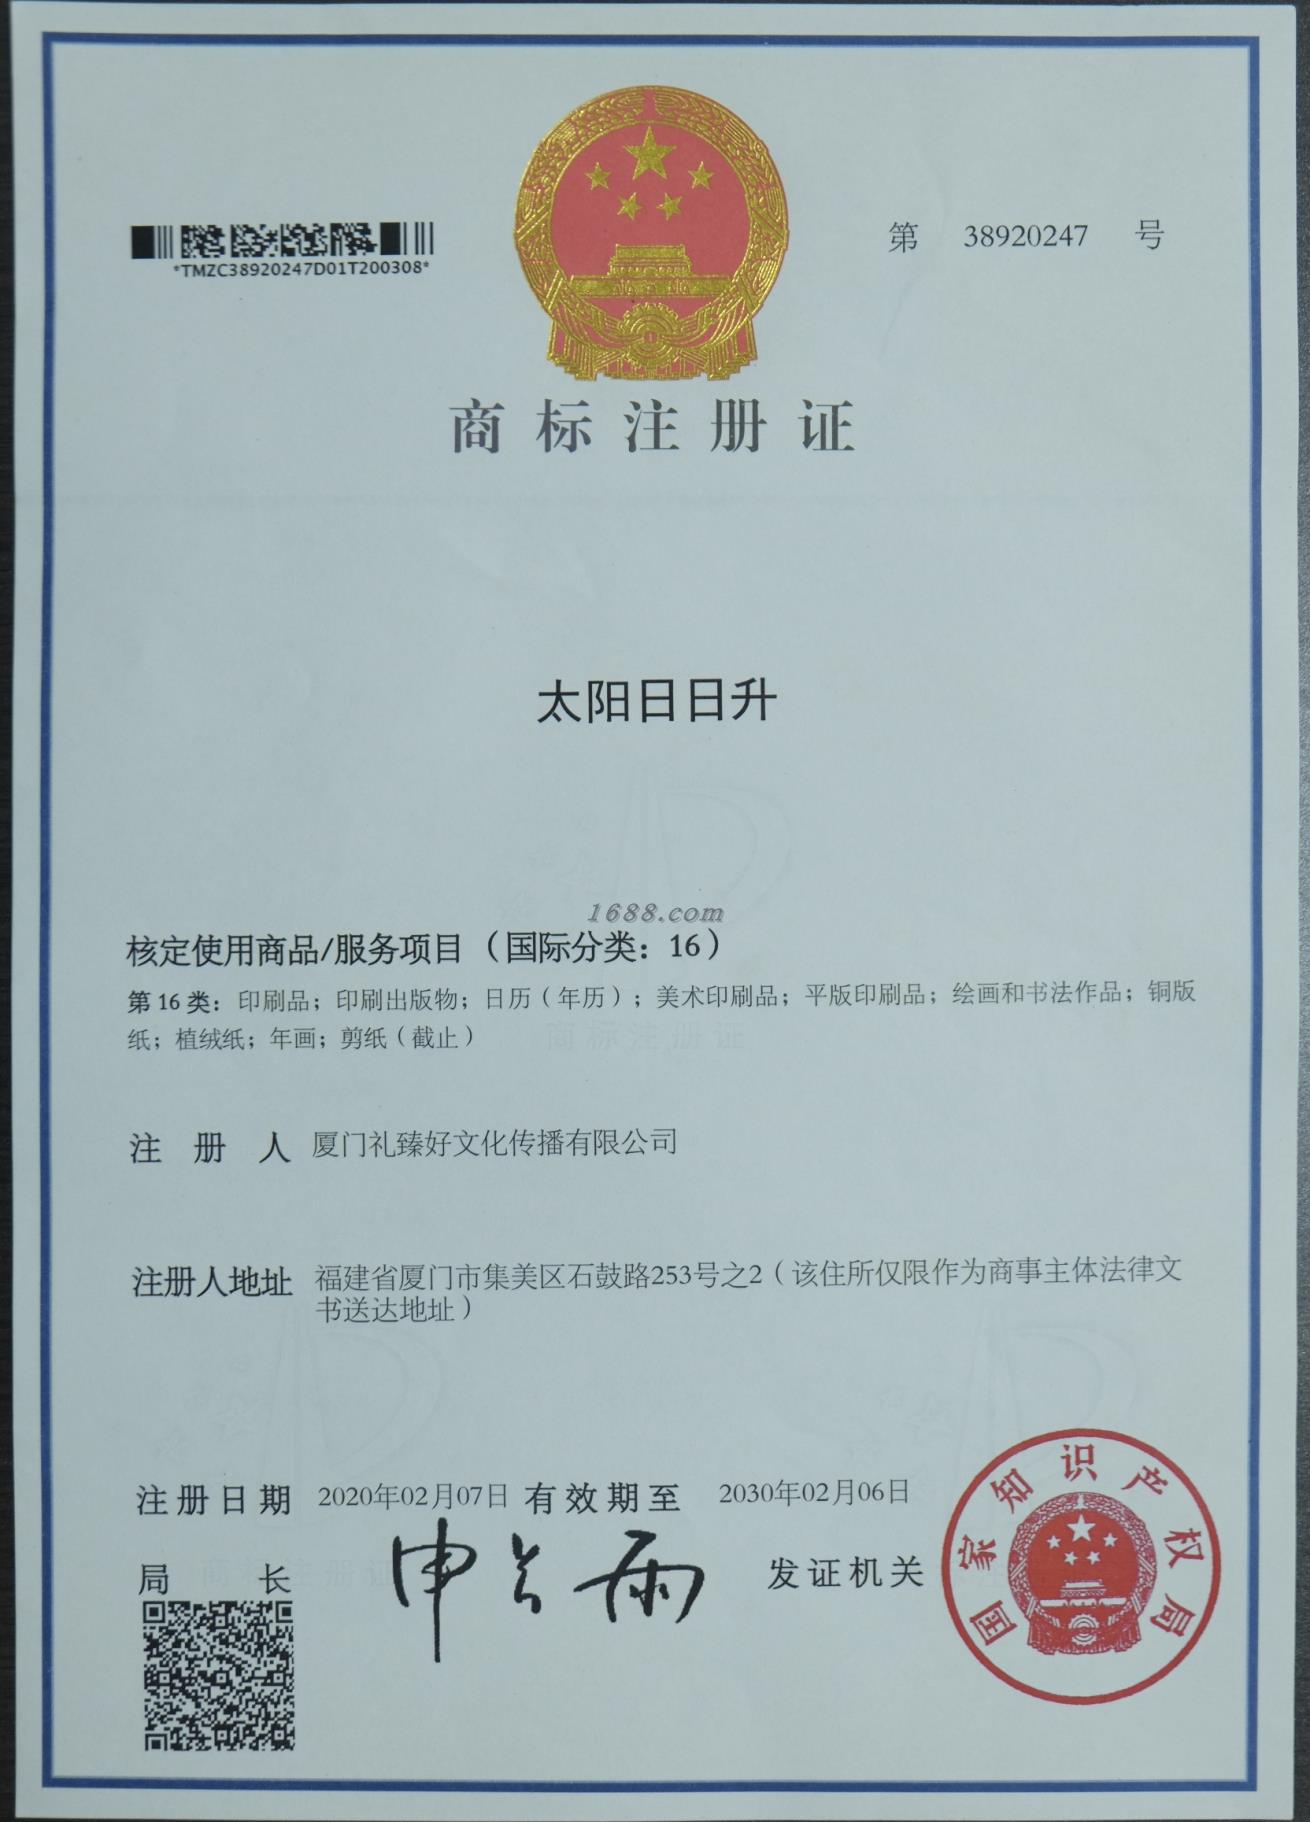 *TMZC38920247D01T200308*
第 38920247 号
商标注册证
太阳日日升
1688.com
核定使用商品/服务项目（国际分类：16）
第 16 类：印刷品；印刷出版物；日历（年历）；美术印刷品；平版印刷品；绘画和书法作品；铜版
纸；植绒纸；年画；剪纸（截止）
商标注册证
注册人 厦门礼臻好文化传播有限公司
注册人地址 福建省厦门市集美区石鼓路253号之2（该住所仅限作为商事主体法律文
书送达地址）
注册日期 2020年02月07日 有效期至 2030年02月06日
局长 申长雨 发证机关
商标注册证
国家知识产权局